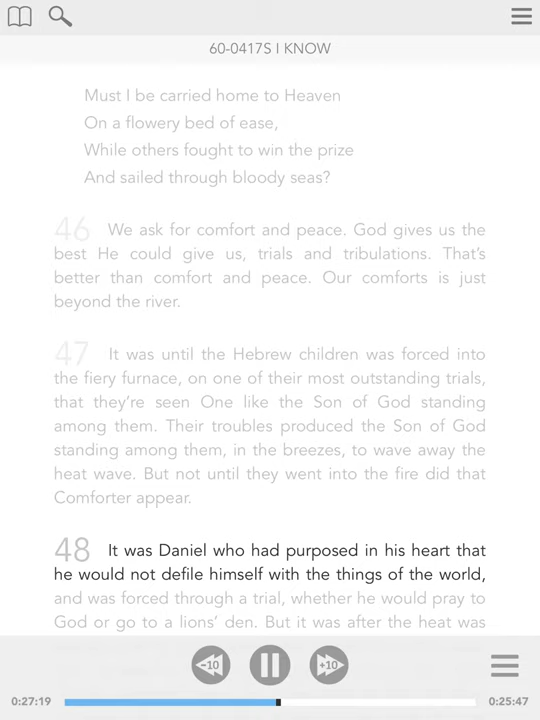 60-0417S I KNOW
Must I be carried home to Heaven
On a flowery bed of ease,
While others fought to win the prize
And sailed through bloody seas?
46 We ask for comfort and peace. God gives us the
best He could give us, trials and tribulations. That's
better than comfort and peace. Our comforts is just
beyond the river.
47 It was until the Hebrew children was forced into
the fiery furnace, on one of their most outstanding trials,
that they're seen One like the Son of God standing
among them. Their troubles produced the Son of God
standing among them, in the breezes, to wave away the
heat wave. But not until they went into the fire did that
Comforter appear.
48 It was Daniel who had purposed in his heart that
he would not defile himself with the things of the world,
and was forced through a trial, whether he would pray to
God or go to a lions' den. But it was after the heat was
-10 +10
0:27:19 0:25:47